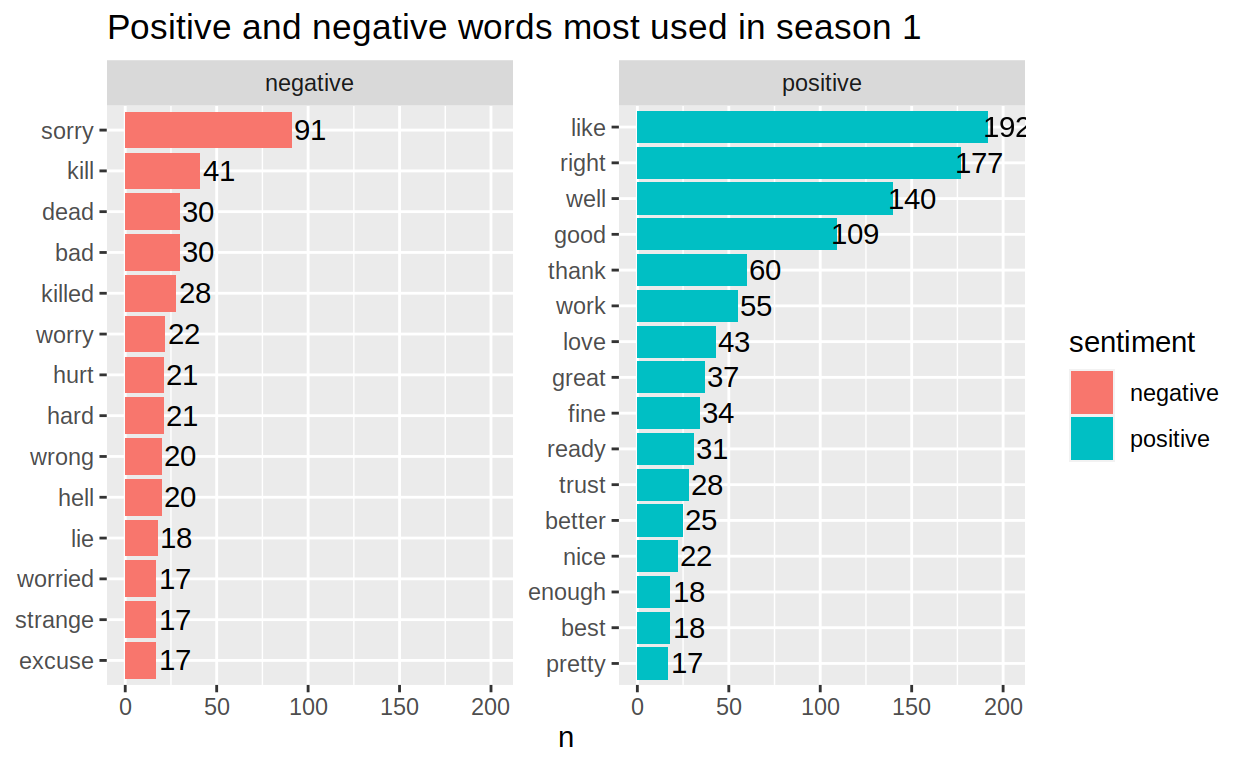 Positive and negative words most used in season 1
negative
sorry 91
kill 41
dead 30
bad 30
killed 28
worry 22
hurt 21
hard 21
wrong 20
hell 20
lie 18
worried 17
strange 17
excuse 17
0 50 100 150 200
positive
like 192
right 177
well 140
good 109
thank 60
work 55
love 43
great 37
fine 34
ready 31
trust 28
better 25
nice 22
enough 18
best 18
pretty 17
0 50 100 150 200
n
sentiment
negative
positive